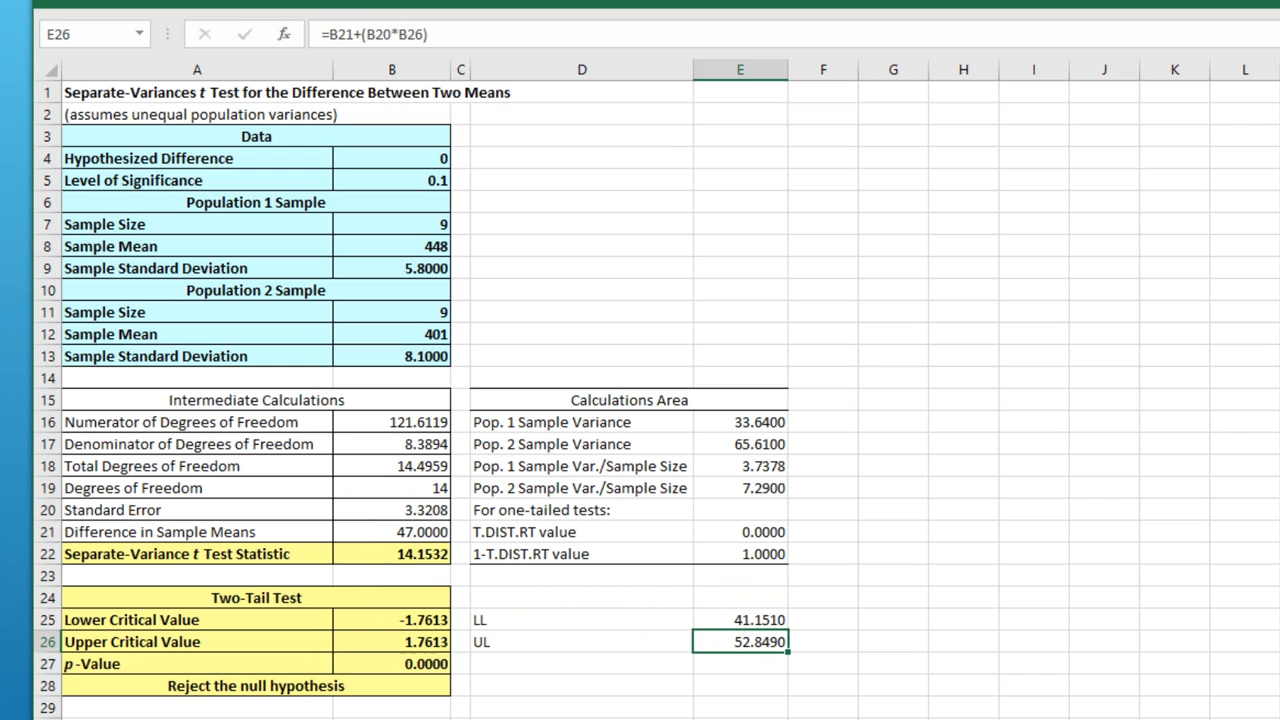 E26 fx =B21+(B20*B26)
A B C D E F G H I J K L
1 Separate-Variances t Test for the Difference Between Two Means
2 (assumes unequal population variances)
3 Data
4 Hypothesized Difference 0
5 Level of Significance 0.1
6 Population 1 Sample
7 Sample Size 9
8 Sample Mean 448
9 Sample Standard Deviation 5.8000
10 Population 2 Sample
11 Sample Size 9
12 Sample Mean 401
13 Sample Standard Deviation 8.1000
14
15 Intermediate Calculations Calculations Area
16 Numerator of Degrees of Freedom 121.6119 Pop. 1 Sample Variance 33.6400
17 Denominator of Degrees of Freedom 8.3894 Pop. 2 Sample Variance 65.6100
18 Total Degrees of Freedom 14.4959 Pop. 1 Sample Var./Sample Size 3.7378
19 Degrees of Freedom 14 Pop. 2 Sample Var./Sample Size 7.2900
20 Standard Error 3.3208 For one-tailed tests:
21 Difference in Sample Means 47.0000 T.DIST.RT value 0.0000
22 Separate-Variance t Test Statistic 14.1532 1-T.DIST.RT value 1.0000
23
24 Two-Tail Test
25 Lower Critical Value -1.7613 LL 41.1510
26 Upper Critical Value 1.7613 UL 52.8490
27 p-Value 0.0000
28 Reject the null hypothesis
29